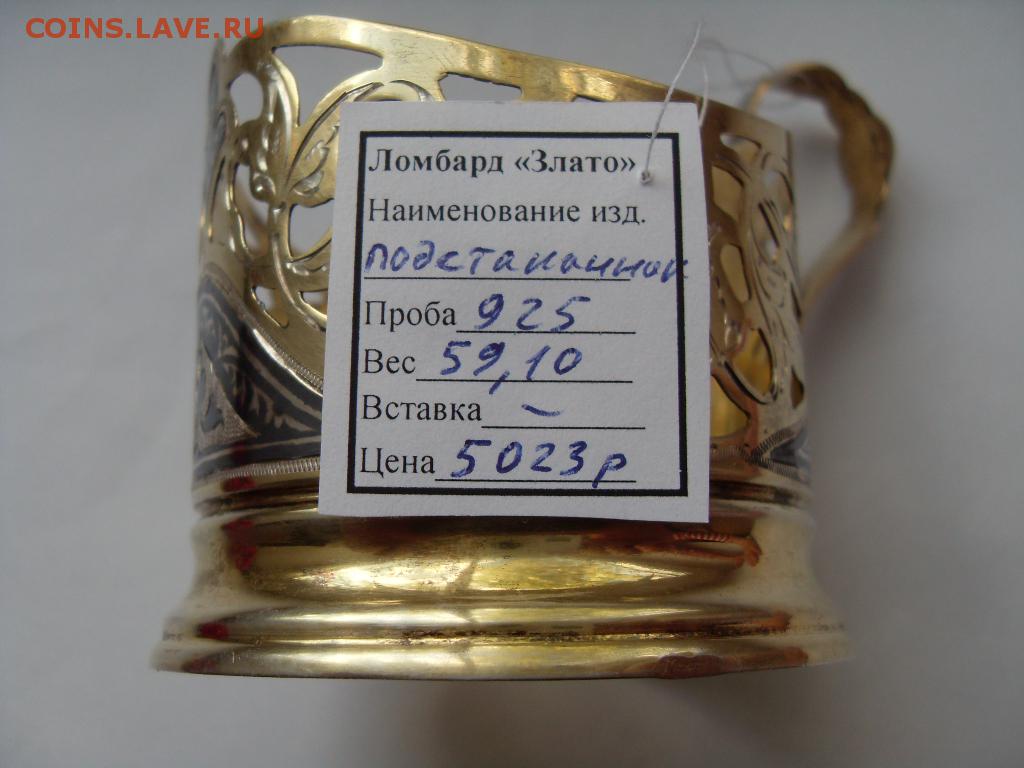 COINS.LAVE.RU
Ломбард «Злато»
Наименование изд.
подстаканник
Проба 925
Вес 59,10
Вставка –
Цена 5023р